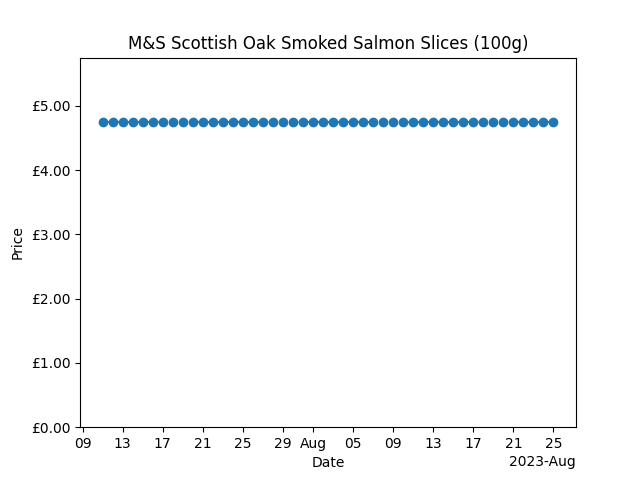 M&S Scottish Oak Smoked Salmon Slices (100g)
£5.00
£4.00
£3.00
£2.00
£1.00
£0.00
Price
09 13 17 21 25 29 Aug 05 09 13 17 21 25
Date
2023-Aug